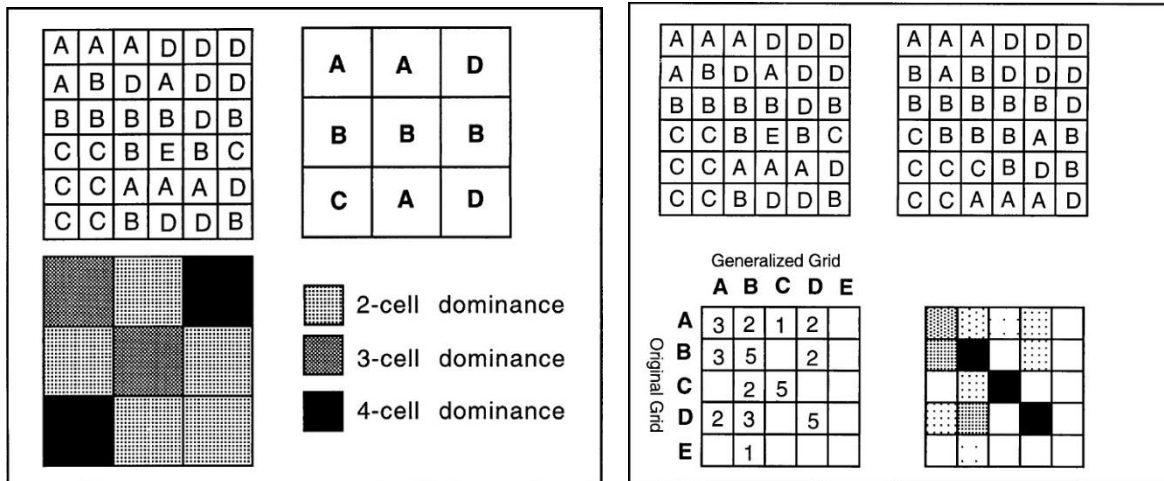 A A A D D D
A B D A D D
B B B B D B
C C B E B C
C C A A A D
C C B D D B
A A D
B B B
C A D
2-cell dominance
3-cell dominance
4-cell dominance
A A A D D D
A B D A D D
B B B B D B
C C B E B C
C C A A A D
C C B D D B
A A A D D D
B A B D D D
B B B B B D
C B B B A B
C C C B D B
C C A A A D
Generalized Grid
A B C D E
Original Grid
A 3 2 1 2
B 3 5 2
C 2 5
D 2 3 5
E 1